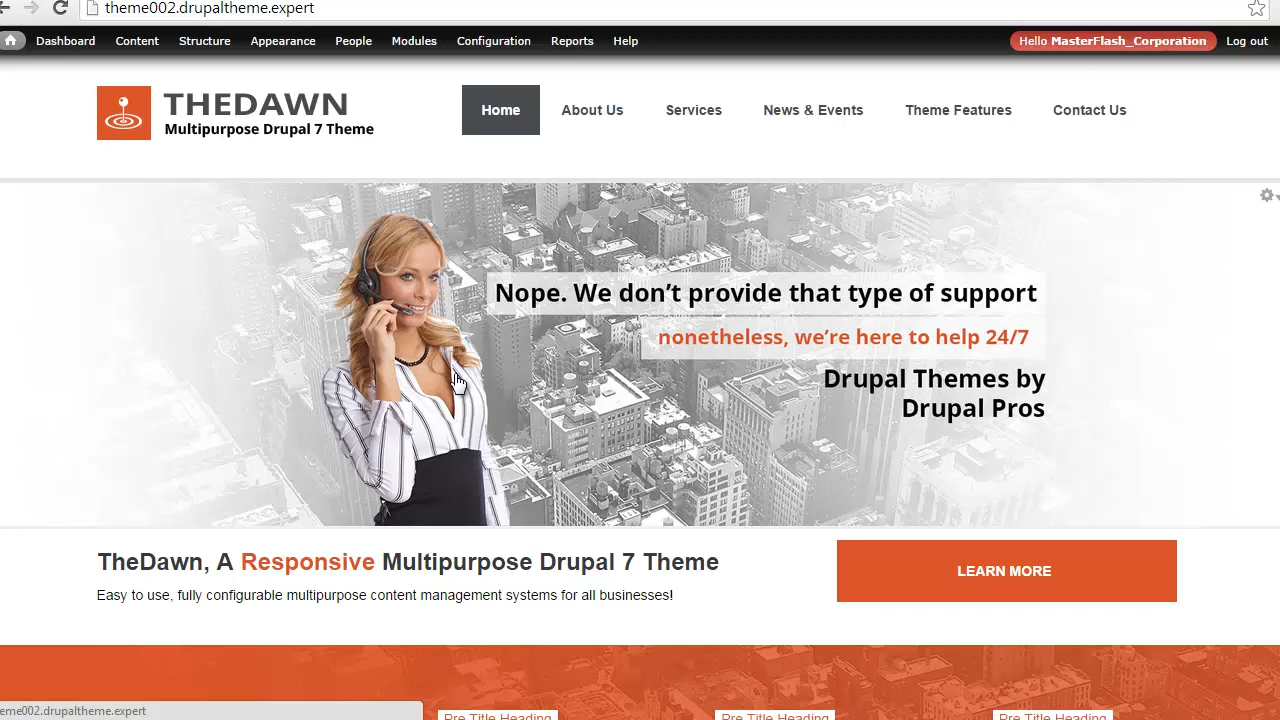 theme002.drupaltheme.expert
Dashboard Content Structure Appearance People Modules Configuration Reports Help Hello MasterFlash_Corporation Log out
THEDAWN
Multipurpose Drupal 7 Theme
Home About Us Services News & Events Theme Features Contact Us
Nope. We don't provide that type of support
nonetheless, we're here to help 24/7
Drupal Themes by
Drupal Pros
TheDawn, A Responsive Multipurpose Drupal 7 Theme
LEARN MORE
Easy to use, fully configurable multipurpose content management systems for all businesses!
eme002.drupaltheme.expert
Pre Title Heading Pre Title Heading Pre Title Heading